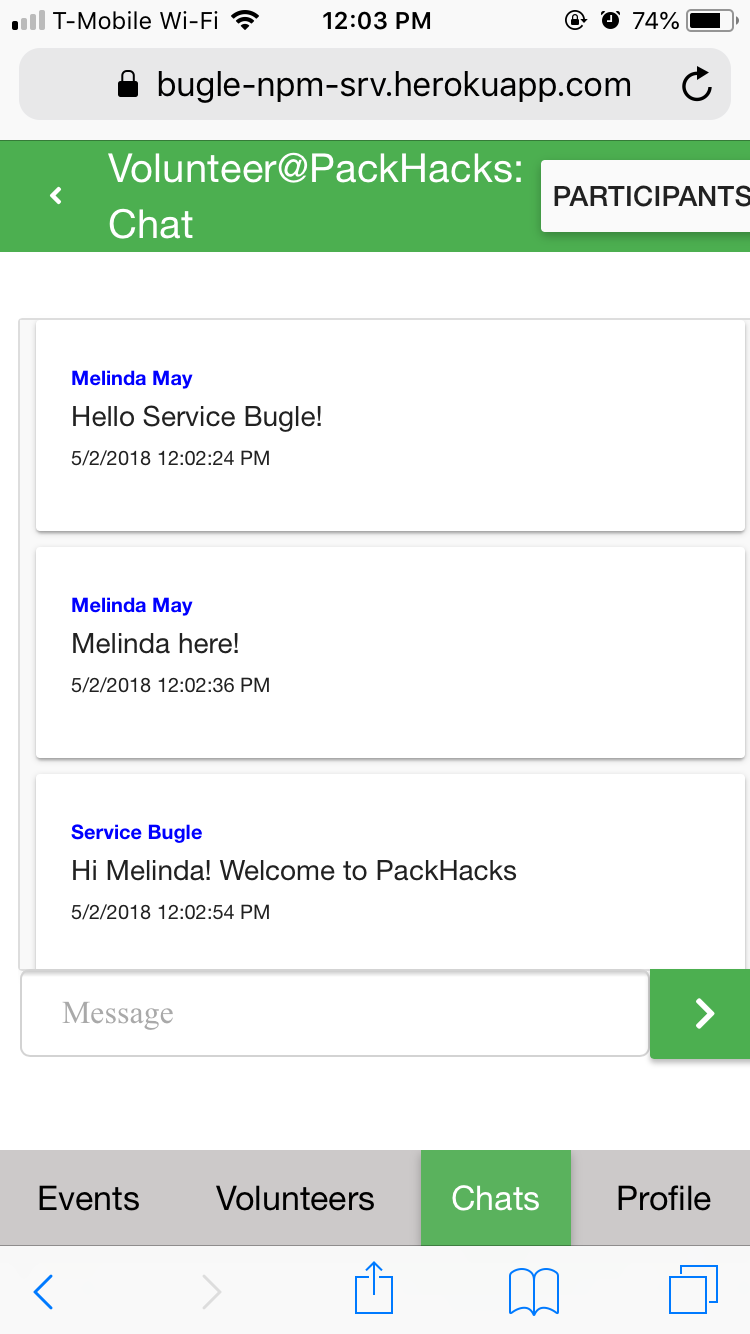 T-Mobile Wi-Fi 12:03 PM 74%
bugle-npm-srv.herokuapp.com
Volunteer@PackHacks:
Chat
PARTICIPANTS
Melinda May
Hello Service Bugle!
5/2/2018 12:02:24 PM
Melinda May
Melinda here!
5/2/2018 12:02:36 PM
Service Bugle
Hi Melinda! Welcome to PackHacks
5/2/2018 12:02:54 PM
Message
Events Volunteers Chats Profile